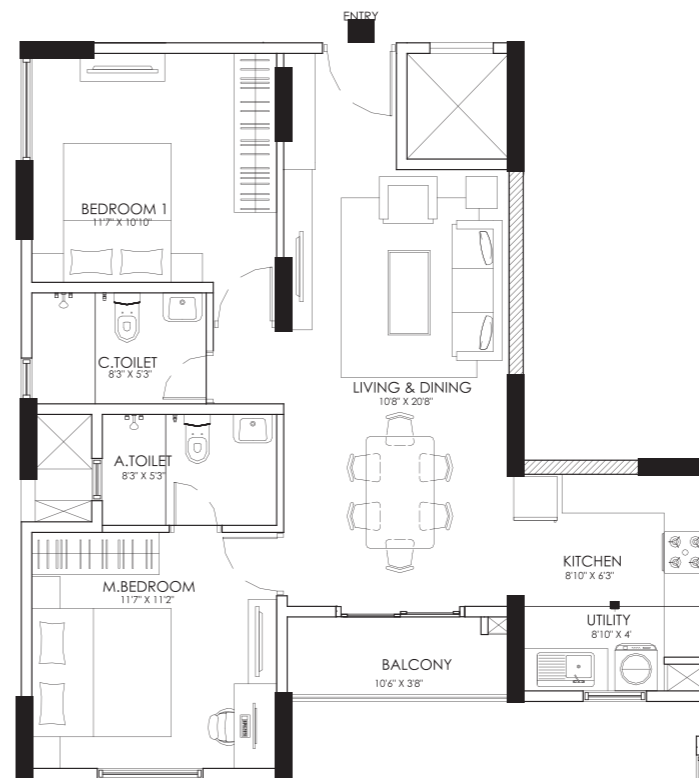 ENTRY
BEDROOM 1
11'7" X 10'10"
C.TOILET
8'3" X 5'3"
LIVING & DINING
10'8" X 20'8"
A.TOILET
8'3" X 5'3"
KITCHEN
8'10" X 6'3"
M.BEDROOM
11'7" X 11'2"
UTILITY
8'10" X 4'
BALCONY
10'6" X 3'8"